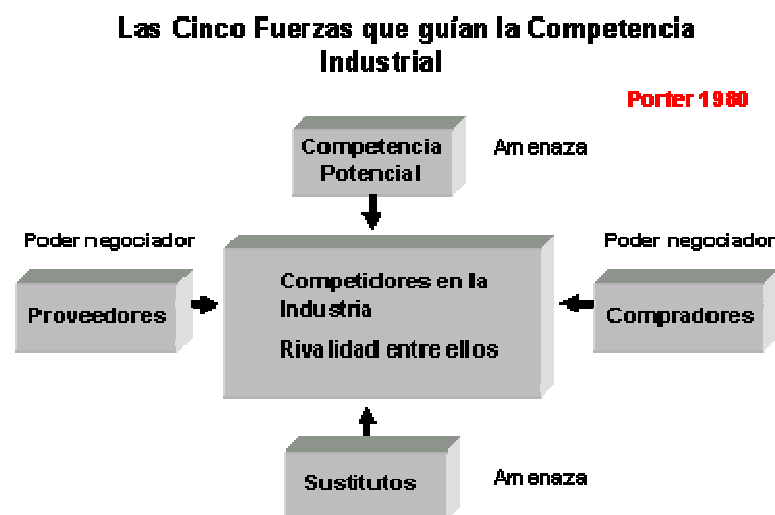 Las Cinco Fuerzas que guían la Competencia
Industrial
Porter 1980
Competencia
Potencial
Amenaza
Poder negociador
Poder negociador
Proveedores
Competidores en la
Industria
Rivalidad entre ellos
Compradores
Sustitutos
Amenaza